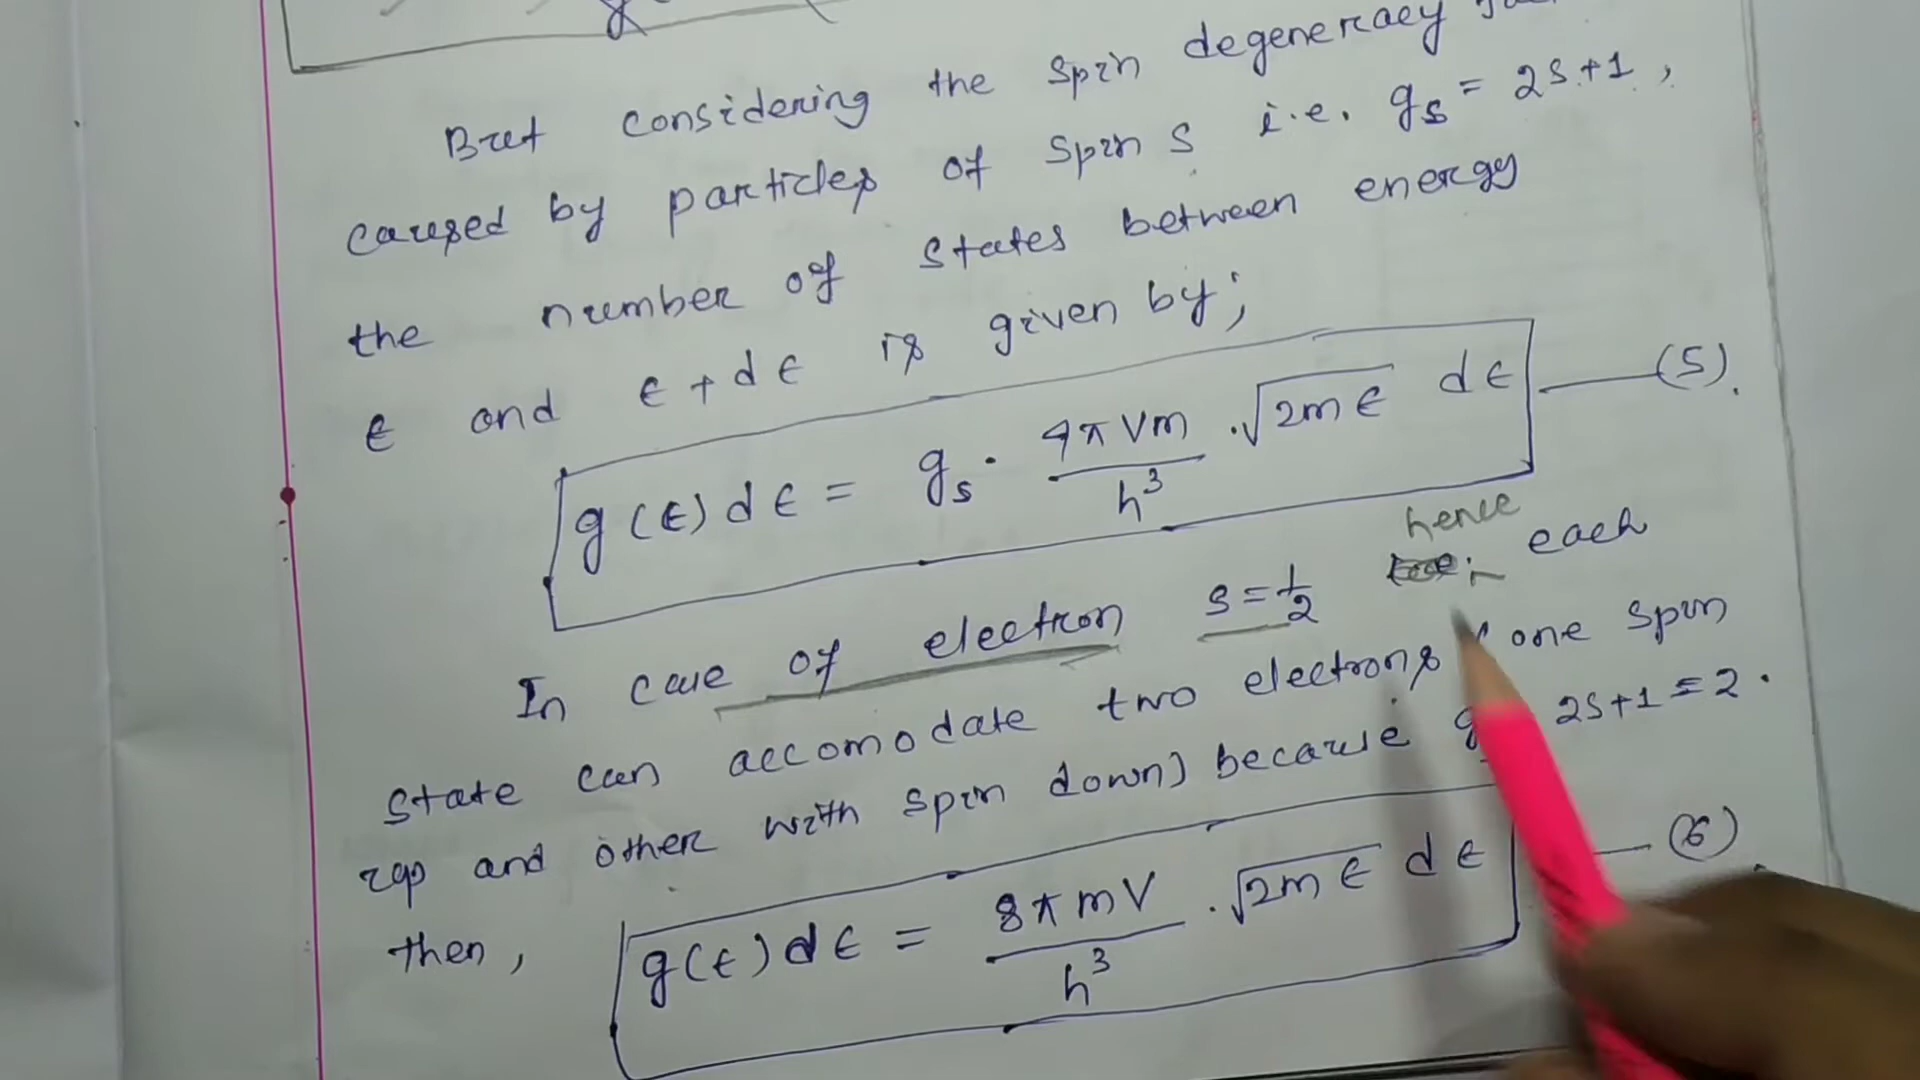 But considering the spin degeneracy
caused by particles of spin s i.e. gₛ = 2s+1,
the number of states between energy
ϵ and ϵ + dϵ is given by;
g(ϵ) dϵ = gₛ · 4πVm/h³ · √2mϵ dϵ —— (5).
hence
In case of electron s = 1/2 each
state can accomodate two electrons one spin
up and other with spin down) because g 2s+1 = 2.
then, g(ϵ) dϵ = 8πmV/h³ · √2mϵ dϵ — (6)